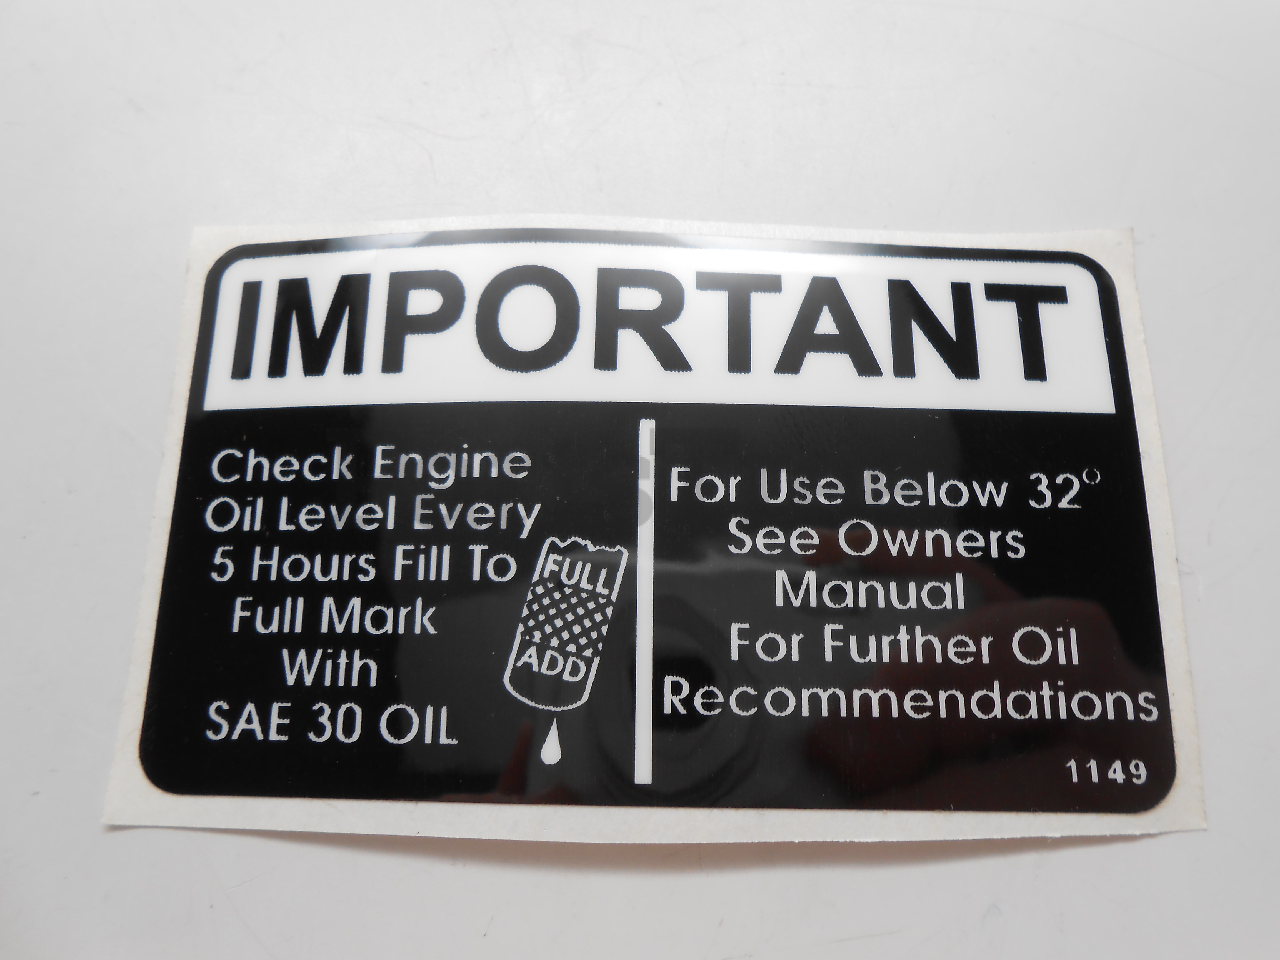 IMPORTANT
Check Engine
Oil Level Every
5 Hours Fill To
Full Mark
With
SAE 30 OIL
FULL
ADD
For Use Below 32°
See Owners
Manual
For Further Oil
Recommendations
1149